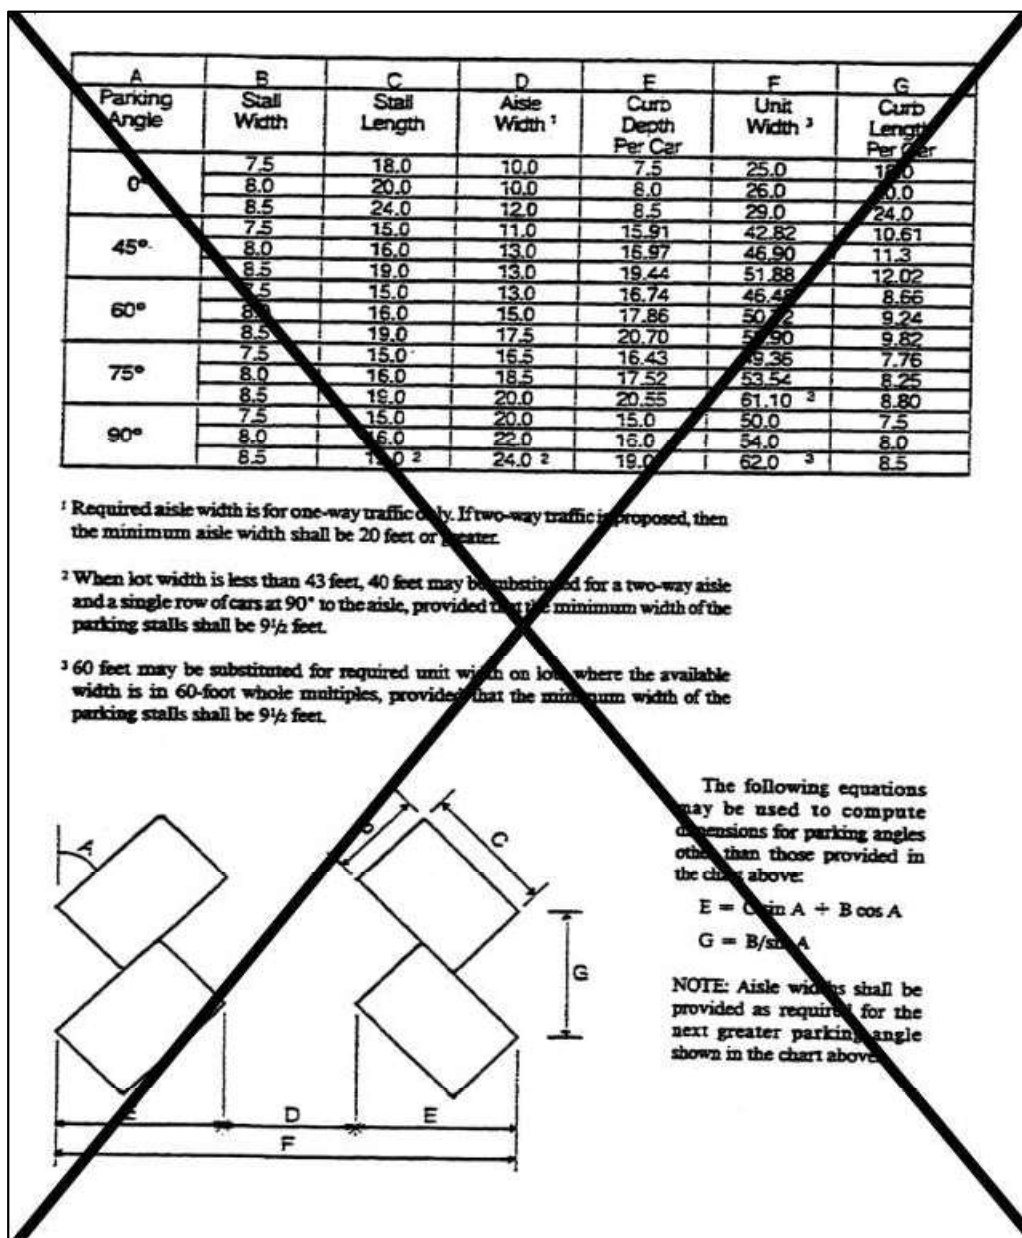 A B C D E F G
Parking Angle Stall Width Stall Length Aisle Width ¹ Curb Depth Per Car Unit Width ³ Curb Length Per Car
0° 7.5 18.0 10.0 7.5 25.0
8.0 20.0 10.0 8.0 26.0
8.5 24.0 12.0 8.5 29.0 24.0
45° 7.5 15.0 11.0 15.91 42.82 10.61
8.0 16.0 13.0 16.97 46.90 11.3
8.5 19.0 13.0 19.44 51.88 12.02
60° 7.5 15.0 13.0 16.74 8.66
8.0 16.0 15.0 17.86 9.24
8.5 19.0 17.5 20.70 9.82
75° 7.5 15.0 16.5 16.43 49.36 7.76
8.0 16.0 18.5 17.52 53.54 8.25
8.5 19.0 20.0 20.55 61.10 ³ 8.80
90° 7.5 15.0 20.0 15.0 50.0 7.5
8.0 16.0 22.0 16.0 54.0 8.0
8.5 24.0 ² 19.0 62.0 ³ 8.5
¹ Required aisle width is for one-way traffic only. If two-way traffic is proposed, then
the minimum aisle width shall be 20 feet or greater.
² When lot width is less than 43 feet, 40 feet may be substituted for a two-way aisle
and a single row of cars at 90° to the aisle, provided that the minimum width of the
parking stalls shall be 9½ feet.
³ 60 feet may be substituted for required unit width on lots where the available
width is in 60-foot whole multiples, provided that the minimum width of the
parking stalls shall be 9½ feet.
The following equations
may be used to compute
dimensions for parking angles
other than those provided in
the chart above:
E = C sin A + B cos A
G = B/sin A
NOTE: Aisle widths shall be
provided as required for the
next greater parking angle
shown in the chart above.
A
B
C
G
E D E
F